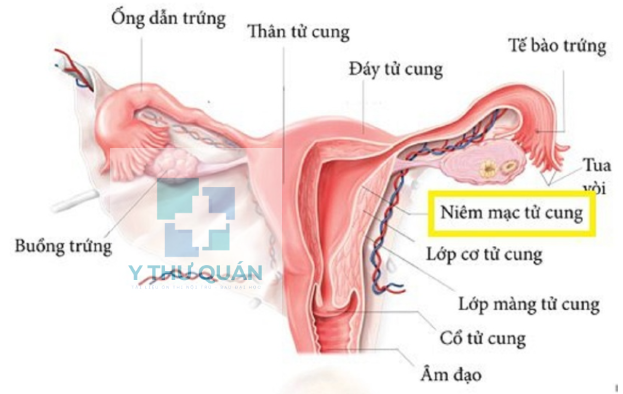 Ống dẫn trứng
Thân tử cung
Đáy tử cung
Tế bào trứng
Tua
vòi
Niêm mạc tử cung
Buồng trứng
Lớp cơ tử cung
Y THƯ QUÁN
Lớp màng tử cung
Cổ tử cung
Âm đạo